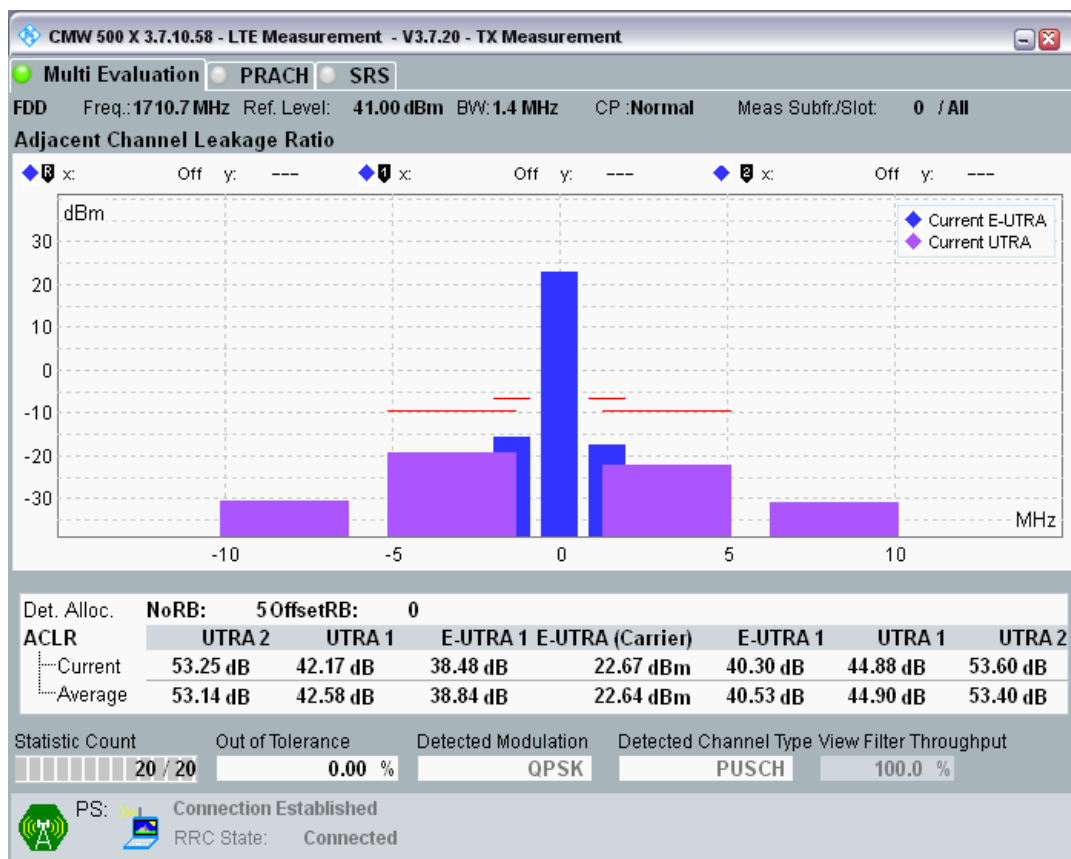 CMW 500 X 3.7.10.58 - LTE Measurement - V3.7.20 - TX Measurement
Multi Evaluation PRACH SRS
FDD Freq.: 1710.7 MHz Ref. Level: 41.00 dBm BW: 1.4 MHz CP :Normal Meas Subfr./Slot: 0 / All
Adjacent Channel Leakage Ratio
R x: Off y: --- 1 x: Off y: --- 2 x: Off y: ---
dBm
Current E-UTRA
Current UTRA
30
20
10
0
-10
-20
-30
MHz
-10 -5 0 5 10
Det. Alloc. NoRB: 5 OffsetRB: 0
ACLR UTRA 2 UTRA 1 E-UTRA 1 E-UTRA (Carrier) E-UTRA 1 UTRA 1 UTRA 2
Current 53.25 dB 42.17 dB 38.48 dB 22.67 dBm 40.30 dB 44.88 dB 53.60 dB
Average 53.14 dB 42.58 dB 38.84 dB 22.64 dBm 40.53 dB 44.90 dB 53.40 dB
Statistic Count Out of Tolerance Detected Modulation Detected Channel Type View Filter Throughput
20 / 20 0.00 % QPSK PUSCH 100.0 %
PS: Connection Established
RRC State: Connected